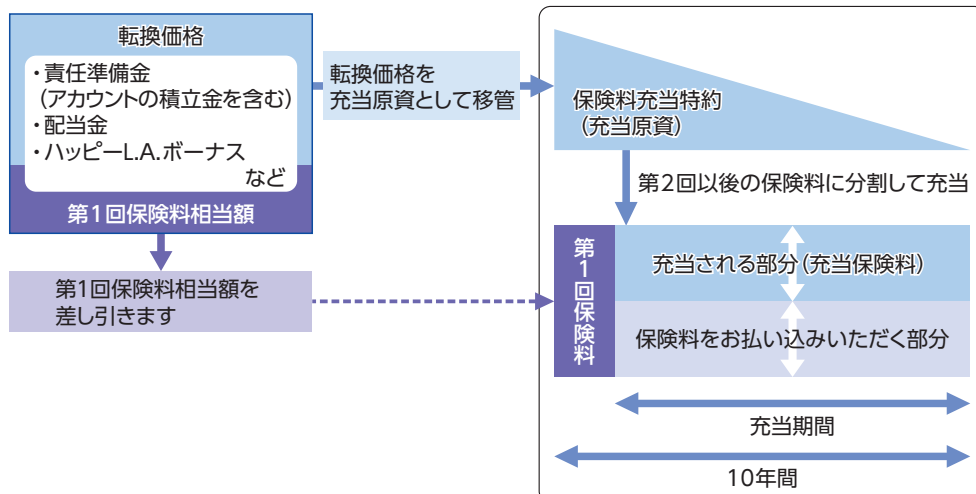 転換価格
・責任準備金
(アカウントの積立金を含む)
・配当金
・ハッピーL.A.ボーナス
など
第1回保険料相当額
転換価格を
充当原資として移管
第1回保険料相当額を
差し引きます
保険料充当特約
(充当原資)
第2回以後の保険料に分割して充当
第1回保険料
充当される部分(充当保険料)
保険料をお払い込みいただく部分
充当期間
10年間